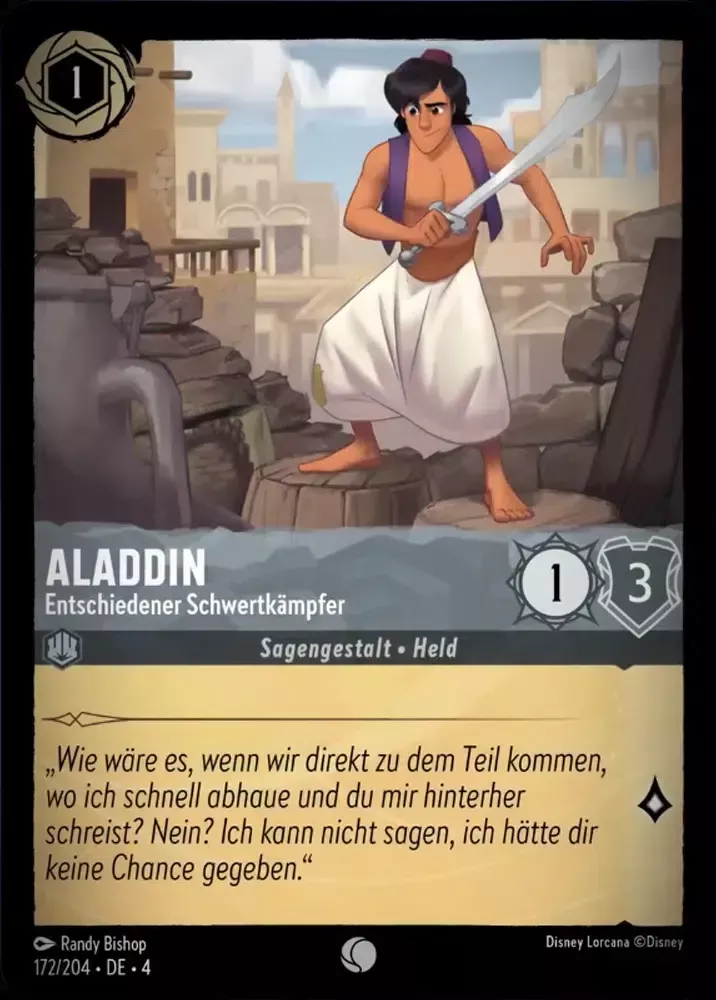 1
ALADDIN
Entschiedener Schwertkämpfer
1
3
Sagengestalt • Held
„Wie wäre es, wenn wir direkt zu dem Teil kommen,
wo ich schnell abhaue und du mir hinterher
schreist? Nein? Ich kann nicht sagen, ich hätte dir
keine Chance gegeben.“
Randy Bishop
Disney Lorcana ©Disney
172/204 • DE • 4